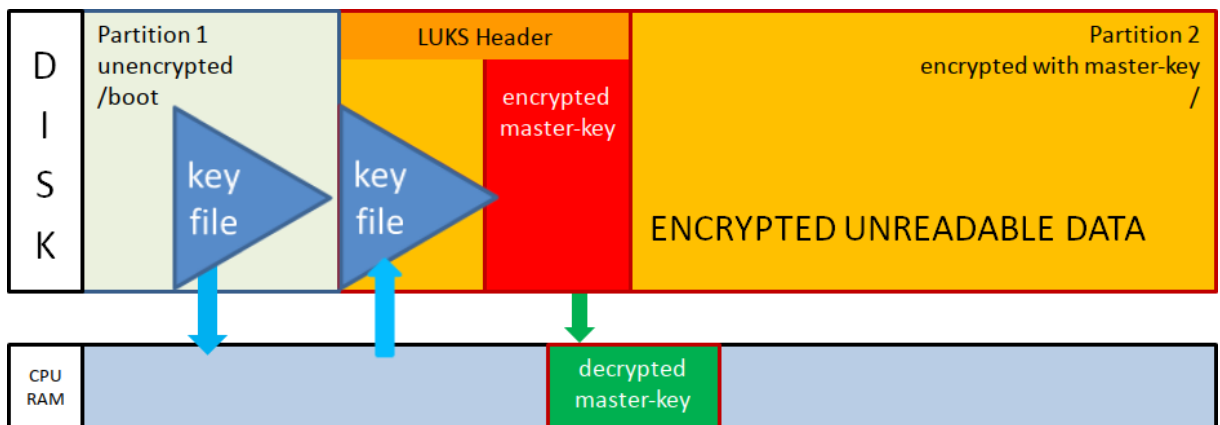 D
I
S
K
Partition 1
unencrypted
/boot
key
file
LUKS Header
key
file
encrypted
master-key
Partition 2
encrypted with master-key
/
ENCRYPTED UNREADABLE DATA
CPU
RAM
decrypted
master-key